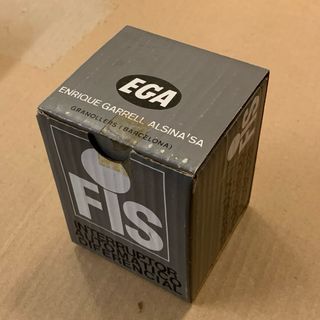 EGA
ENRIQUE GARRELL ALSINA'SA
GRANOLLERS (BARCELONA)
FIS
INTERRUPTOR
AUTOMATICO
DIFERENCIAL